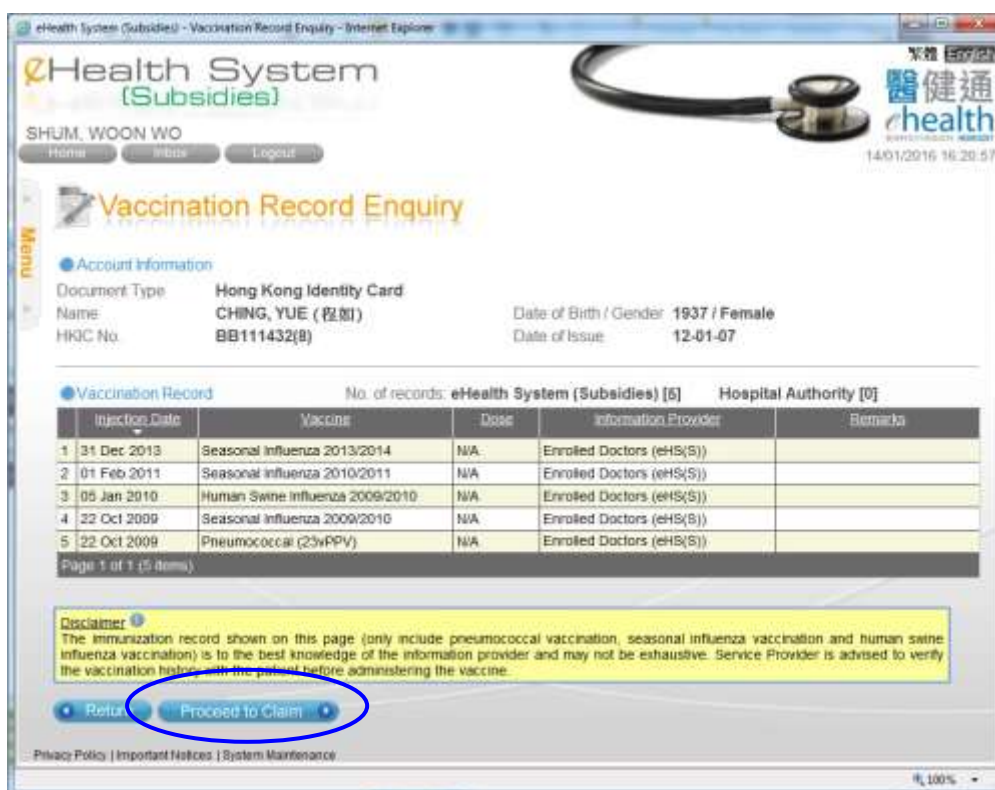 eHealth System (Subsidies) - Vaccination Record Enquiry - Internet Explorer
eHealth System
(Subsidies)
繁體 English
醫健通
ehealth
SHUM, WOON WO
Home Inbox Logout
14/01/2016 16:20:57
Menu
Vaccination Record Enquiry
Account Information
Document Type Hong Kong Identity Card
Name CHING, YUE (程如) Date of Birth / Gender 1937 / Female
HKIC No. BB111432(8) Date of Issue 12-01-07
Vaccination Record No. of records: eHealth System (Subsidies) [5] Hospital Authority [0]
Injection Date Vaccine Dose Information Provider Remarks
1 31 Dec 2013 Seasonal Influenza 2013/2014 N/A Enrolled Doctors (eHS(S))
2 01 Feb 2011 Seasonal Influenza 2010/2011 N/A Enrolled Doctors (eHS(S))
3 05 Jan 2010 Human Swine Influenza 2009/2010 N/A Enrolled Doctors (eHS(S))
4 22 Oct 2009 Seasonal Influenza 2009/2010 N/A Enrolled Doctors (eHS(S))
5 22 Oct 2009 Pneumococcal (23vPPV) N/A Enrolled Doctors (eHS(S))
Page 1 of 1 (5 items)
Disclaimer
The immunization record shown on this page (only include pneumococcal vaccination, seasonal influenza vaccination and human swine
influenza vaccination) is to the best knowledge of the information provider and may not be exhaustive. Service Provider is advised to verify
the vaccination history with the patient before administering the vaccine.
Return Proceed to Claim
Privacy Policy | Important Notices | System Maintenance
100%